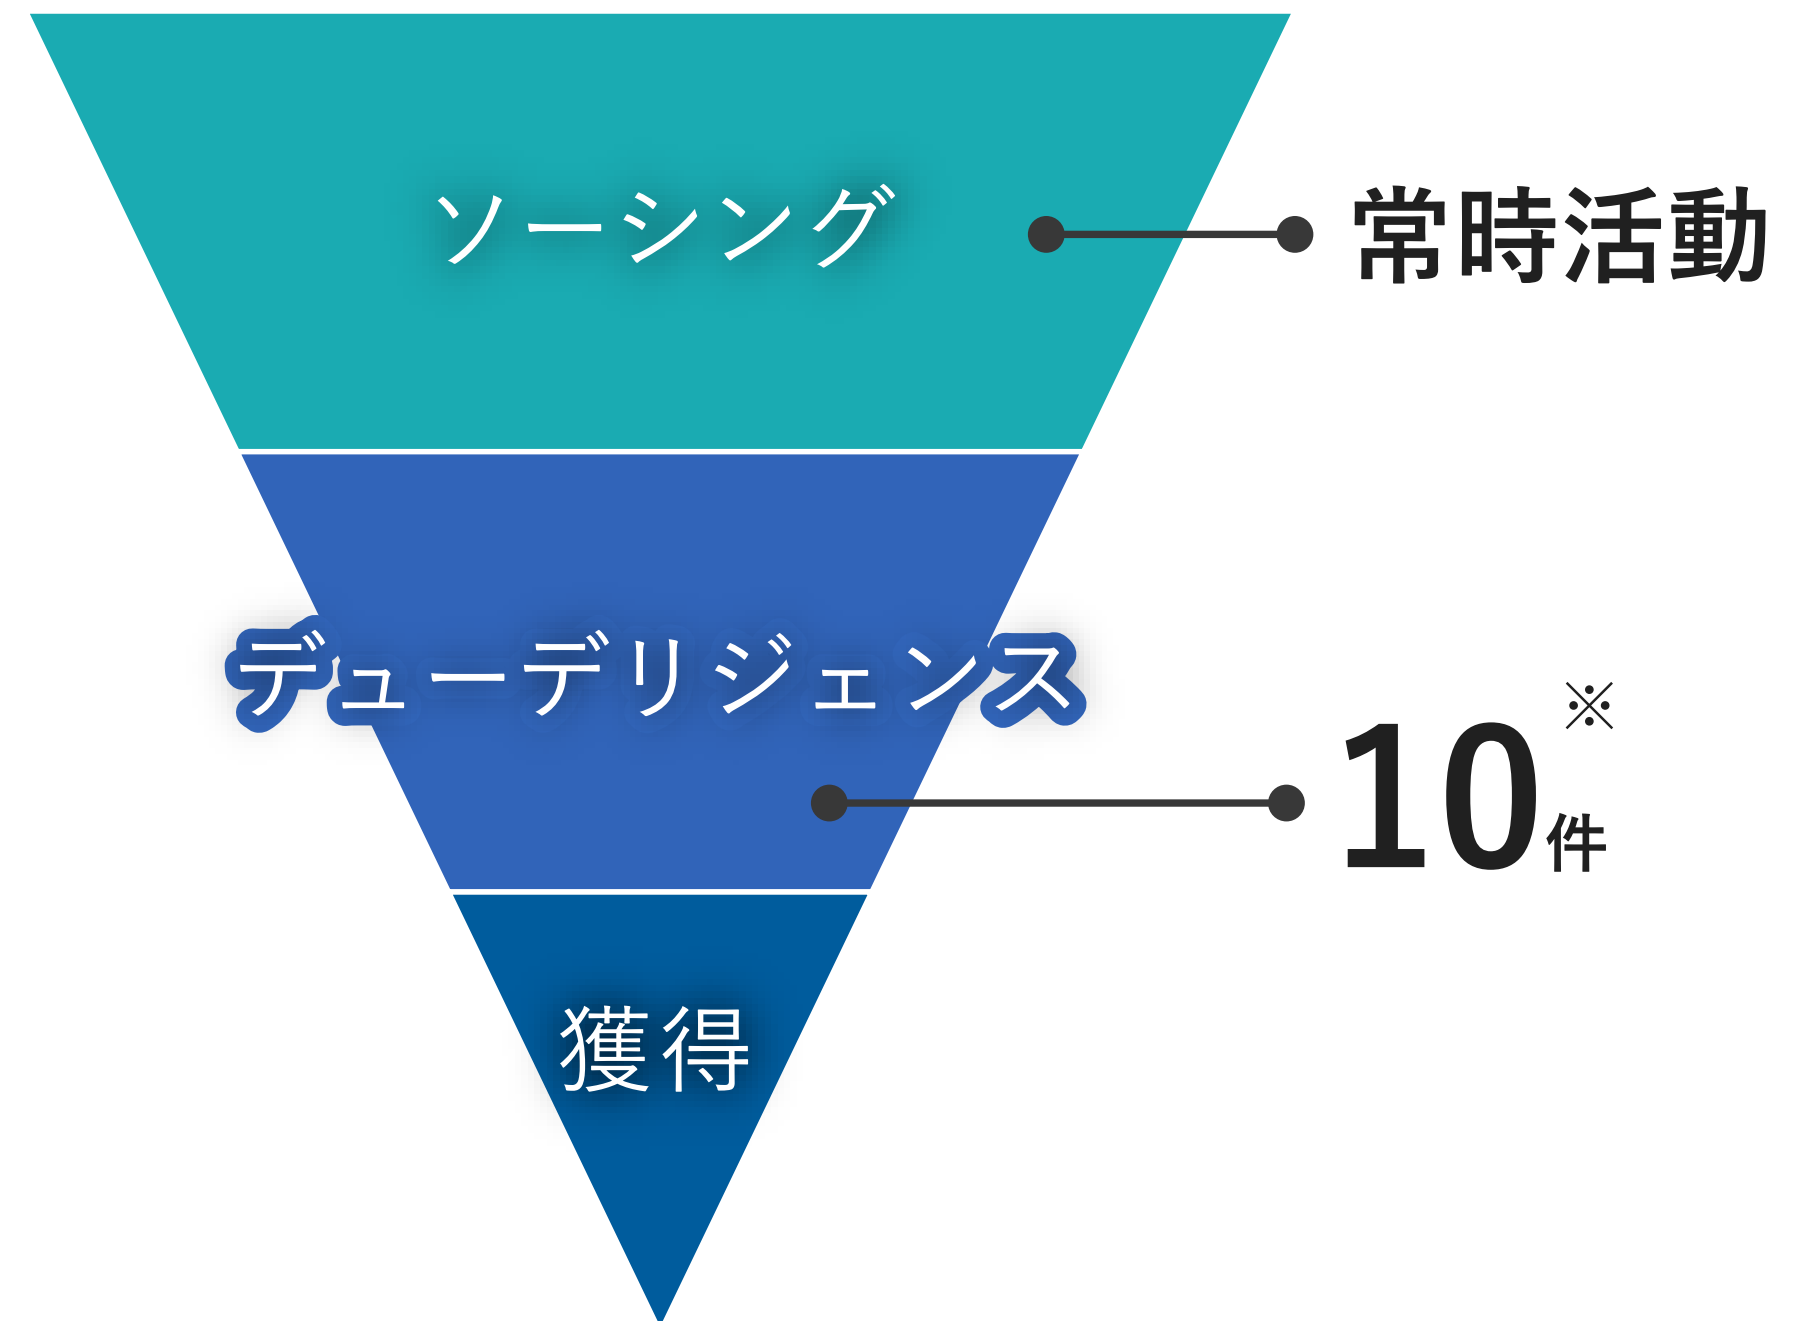 ソーシング
常時活動
デューデリジェンス
10件※
獲得